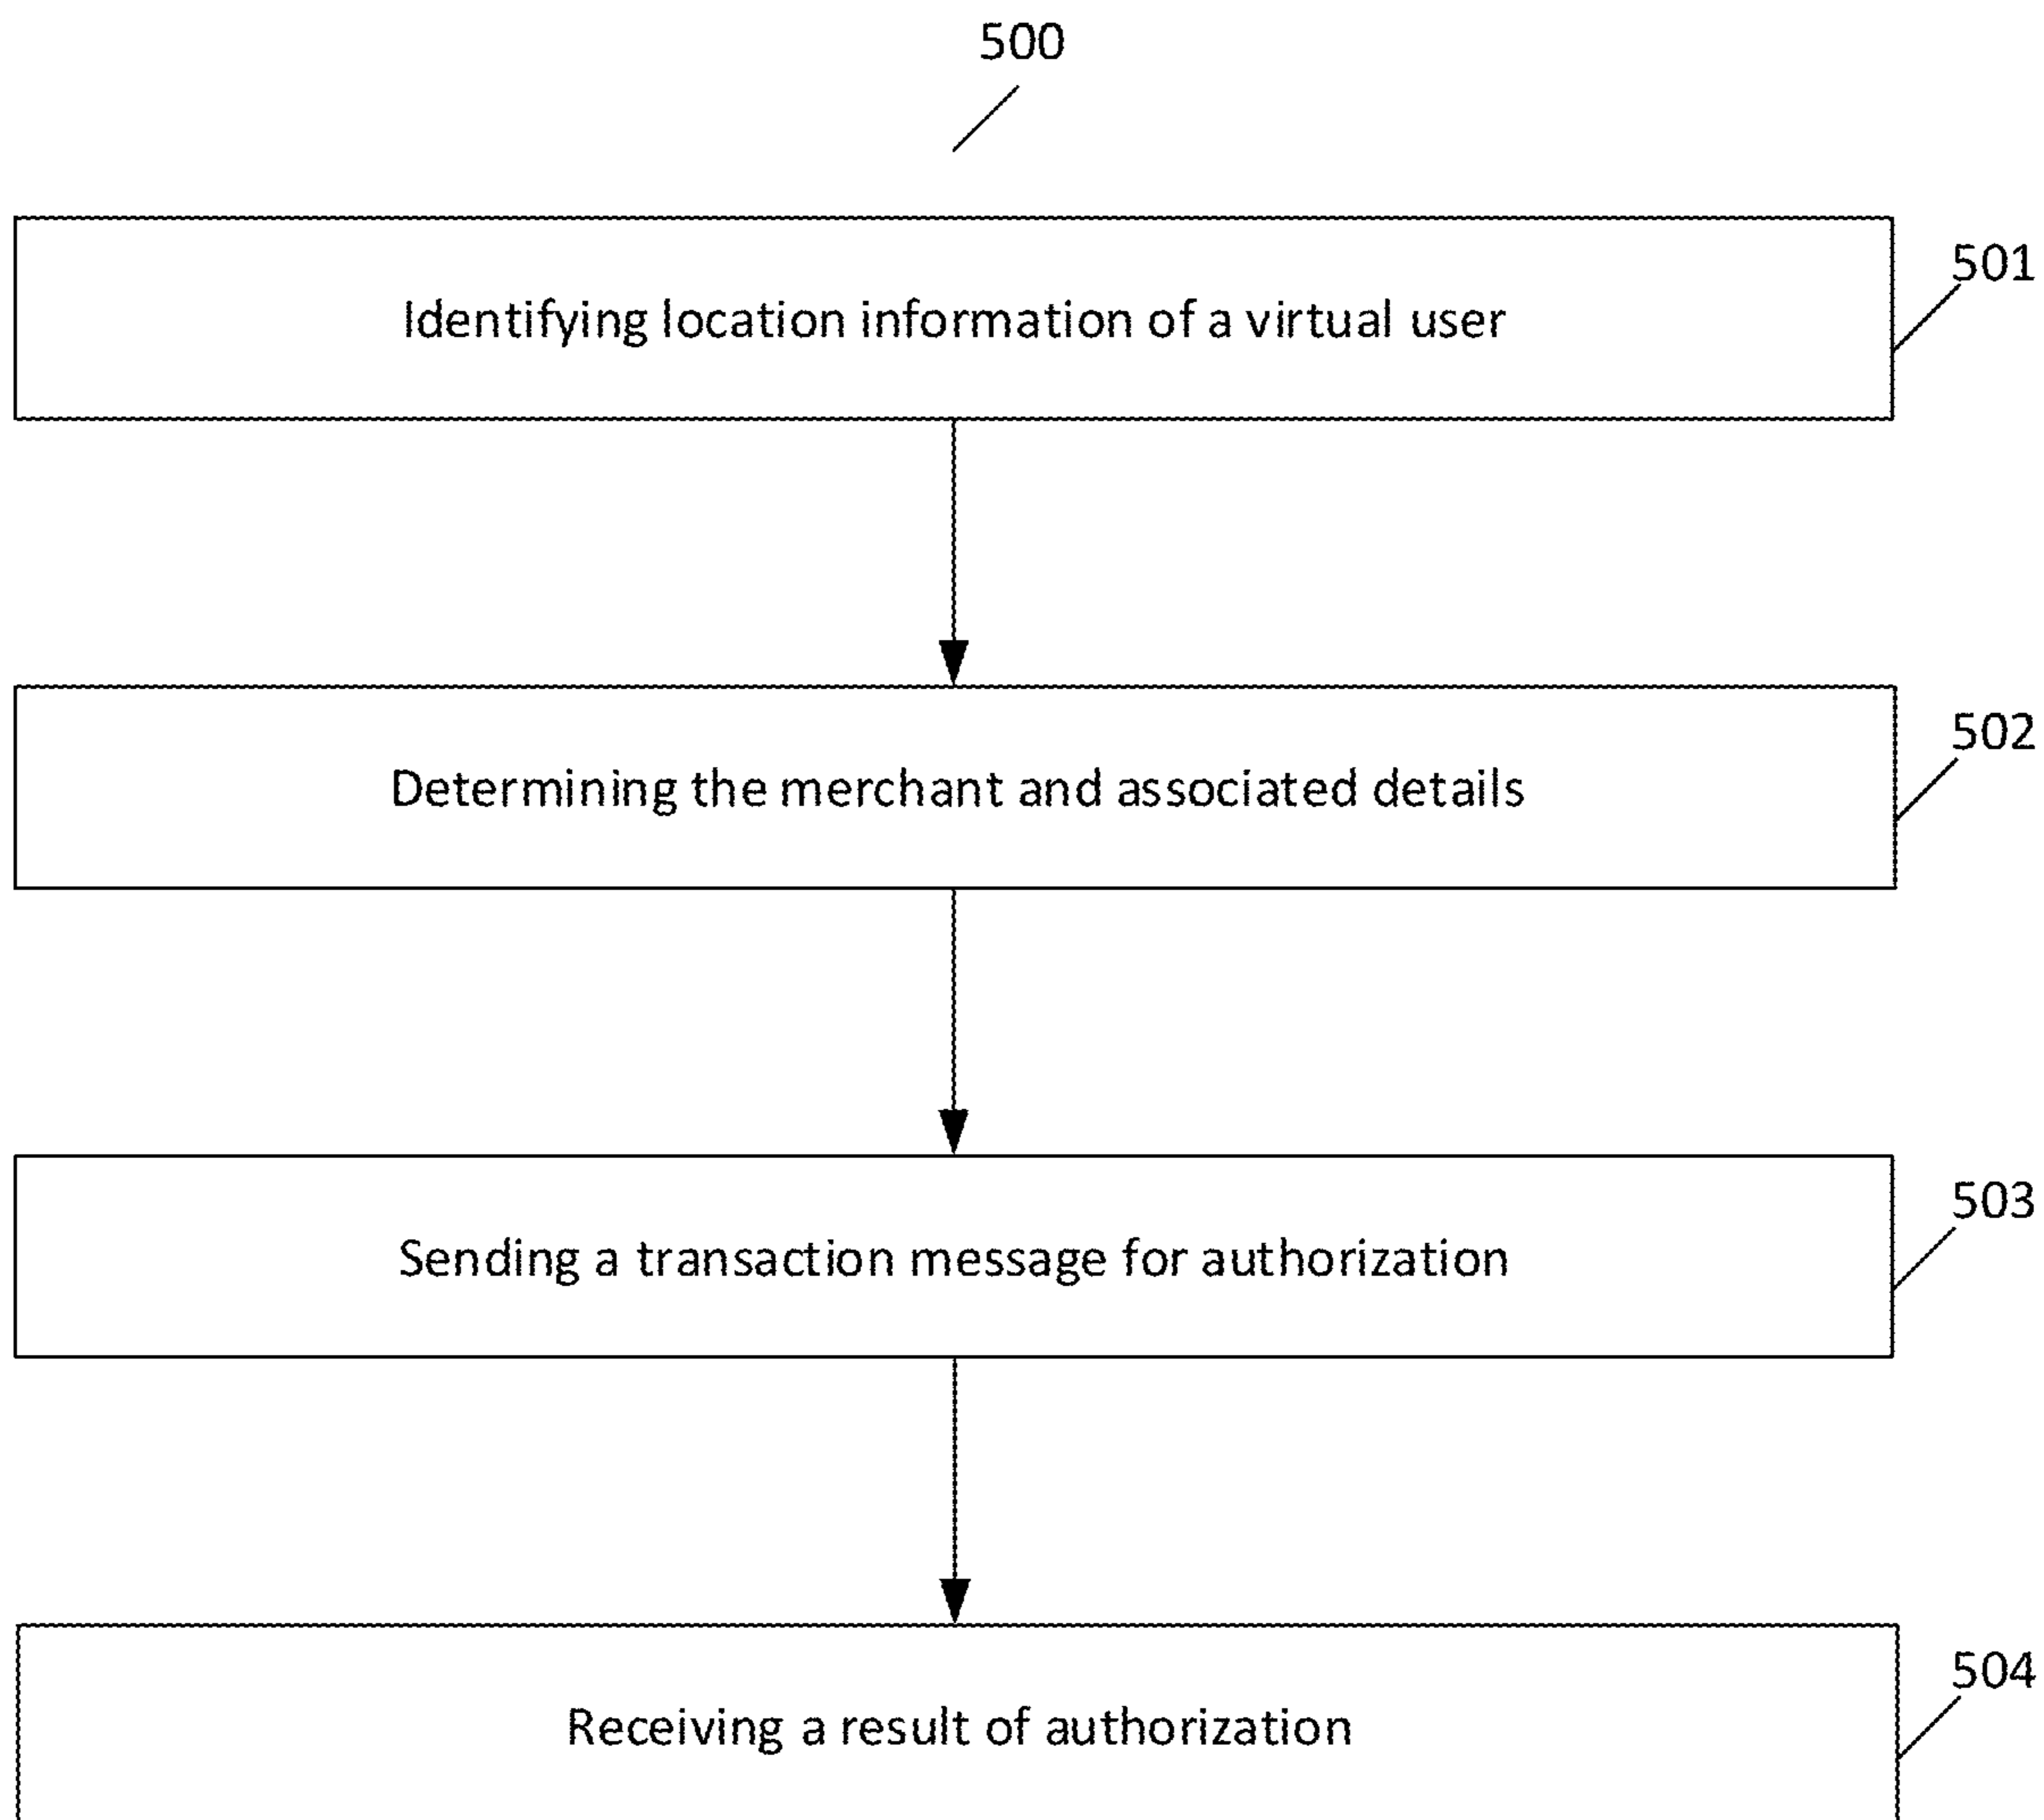 500
501
Identifying location information of a virtual user
502
Determining the merchant and associated details
503
Sending a transaction message for authorization
504
Receiving a result of authorization